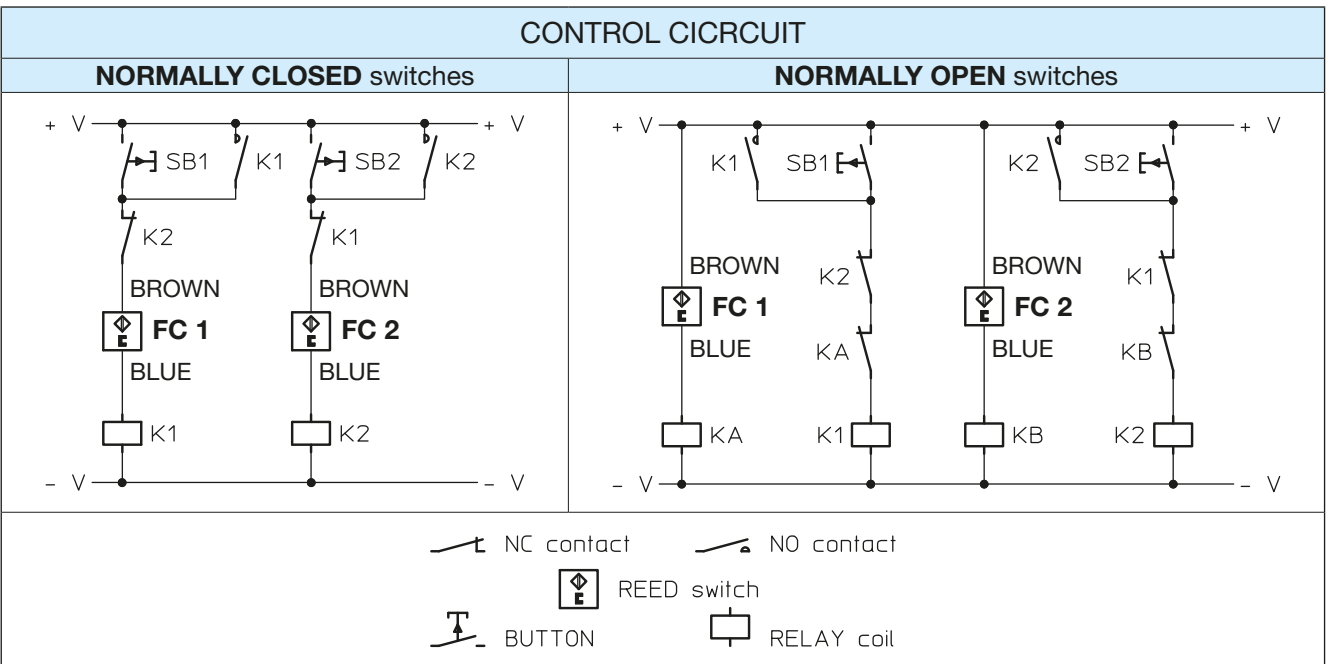 CONTROL CICRCUIT
NORMALLY CLOSED switches
NORMALLY OPEN switches
+ V
+ V
SB1
K1
SB2
K2
K2
K1
BROWN
BROWN
FC 1
FC 2
BLUE
BLUE
K1
K2
- V
- V
+ V
+ V
K1
SB1
K2
SB2
BROWN
K2
BROWN
K1
FC 1
FC 2
BLUE
KA
BLUE
KB
KA
K1
KB
K2
- V
- V
NC contact
NO contact
REED switch
BUTTON
RELAY coil